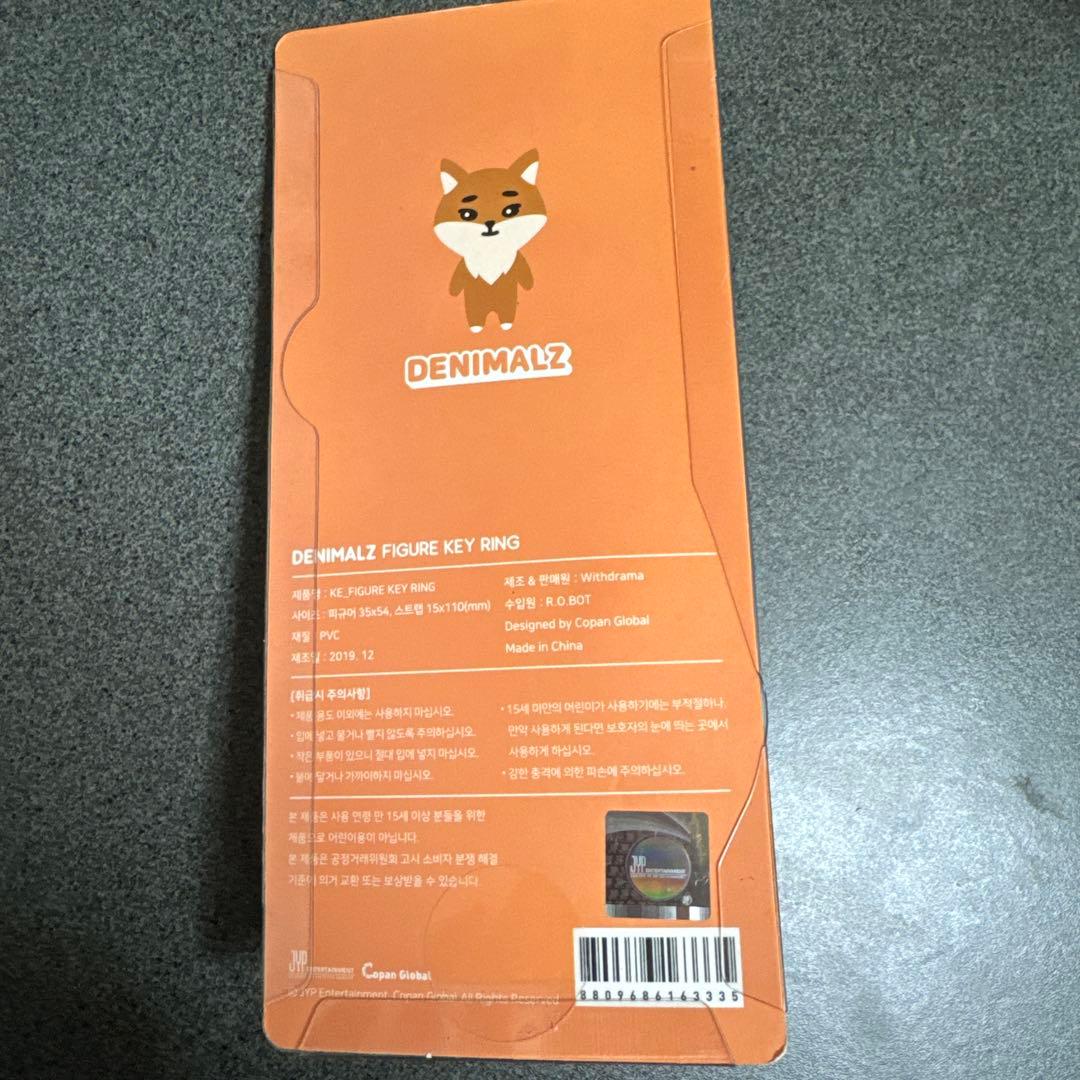 DENIMALZ
DENIMALZ FIGURE KEY RING
제품명 : KE_FIGURE KEY RING
사이즈 : 피규어 35x54, 스트랩 15x110(mm)
재질 : PVC
제조일 : 2019. 12
제조 & 판매원 : Withdrama
수입원 : R.O.BOT
Designed by Copan Global
Made in China
[취급시 주의사항]
• 제품 용도 이외에는 사용하지 마십시오.
• 입에 넣고 물거나 빨지 않도록 주의하십시오.
• 작은 부품이 있으니 절대 입에 넣지 마십시오.
• 불에 닿거나 가까이하지 마십시오.
• 15세 미만의 어린이가 사용하기에는 부적절하나,
만약 사용하게 된다면 보호자의 눈에 띄는 곳에서
사용하게 하십시오.
• 강한 충격에 의한 파손에 주의하십시오.
본 제품은 사용 연령 만 15세 이상 분들을 위한
제품으로 어린이용이 아닙니다.
본 제품은 공정거래위원회 고시 소비자 분쟁 해결
기준에 의거 교환 또는 보상받을 수 있습니다.
JYP ENTERTAINMENT
JYP ENTERTAINMENT
Copan Global
© JYP Entertainment. Copan Global All Rights Reserved
8809686163335